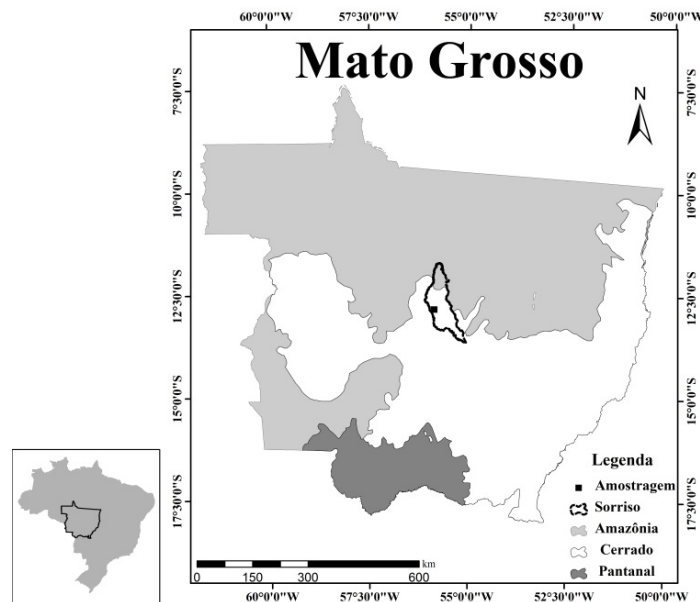 60°0'0"W 57°30'0"W 55°0'0"W 52°30'0"W 50°0'0"W
Mato Grosso
N
7°30'0"S
10°0'0"S
12°30'0"S
15°0'0"S
17°30'0"S
7°30'0"S
10°0'0"S
12°30'0"S
15°0'0"S
17°30'0"S
Legenda
Amostragem
Sorriso
Amazônia
Cerrado
Pantanal
km
0 150 300 600
60°0'0"W 57°30'0"W 55°0'0"W 52°30'0"W 50°0'0"W